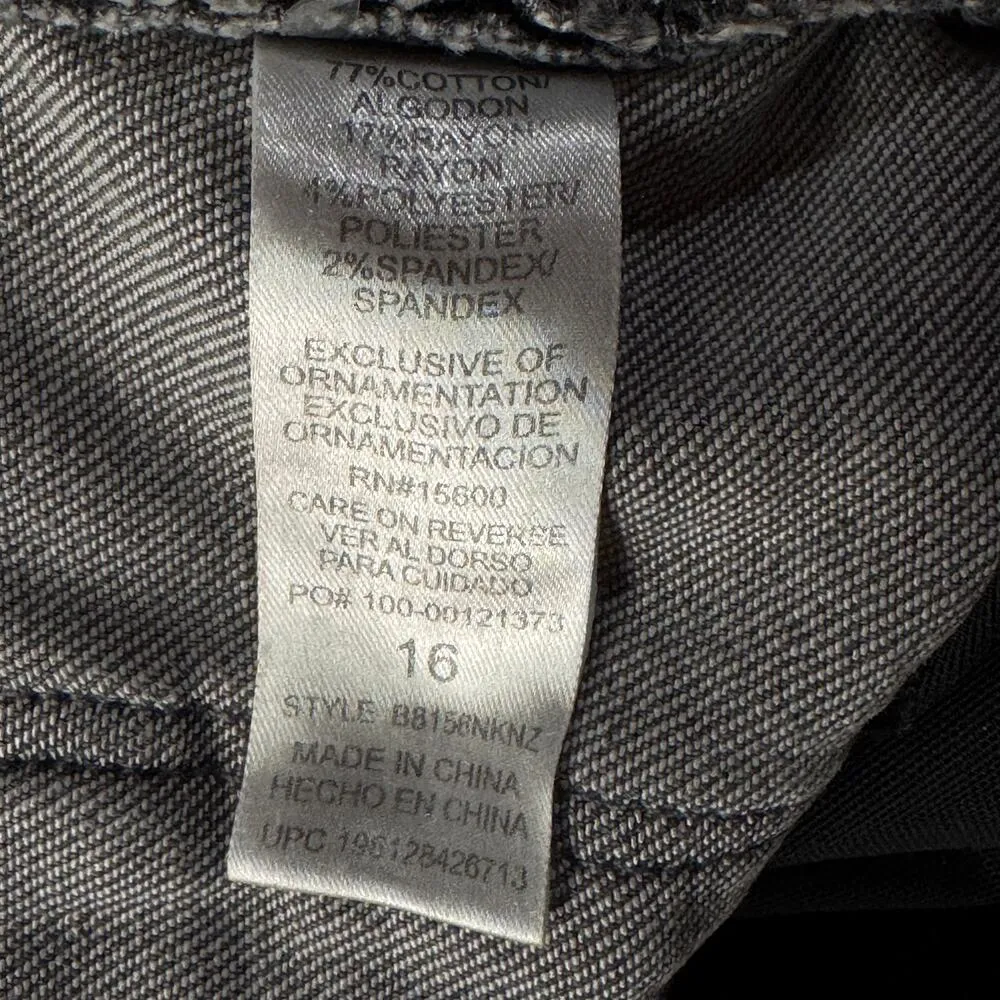 77%COTTON/
ALGODON
17%RAYON/
RAYON
4%POLYESTER/
POLIESTER
2%SPANDEX/
SPANDEX
EXCLUSIVE OF
ORNAMENTATION
EXCLUSIVO DE
ORNAMENTACION
RN#15600
CARE ON REVERSE
VER AL DORSO
PARA CUIDADO
PO# 100-00121373
16
STYLE
MADE IN CHINA
HECHO EN CHINA
UPC